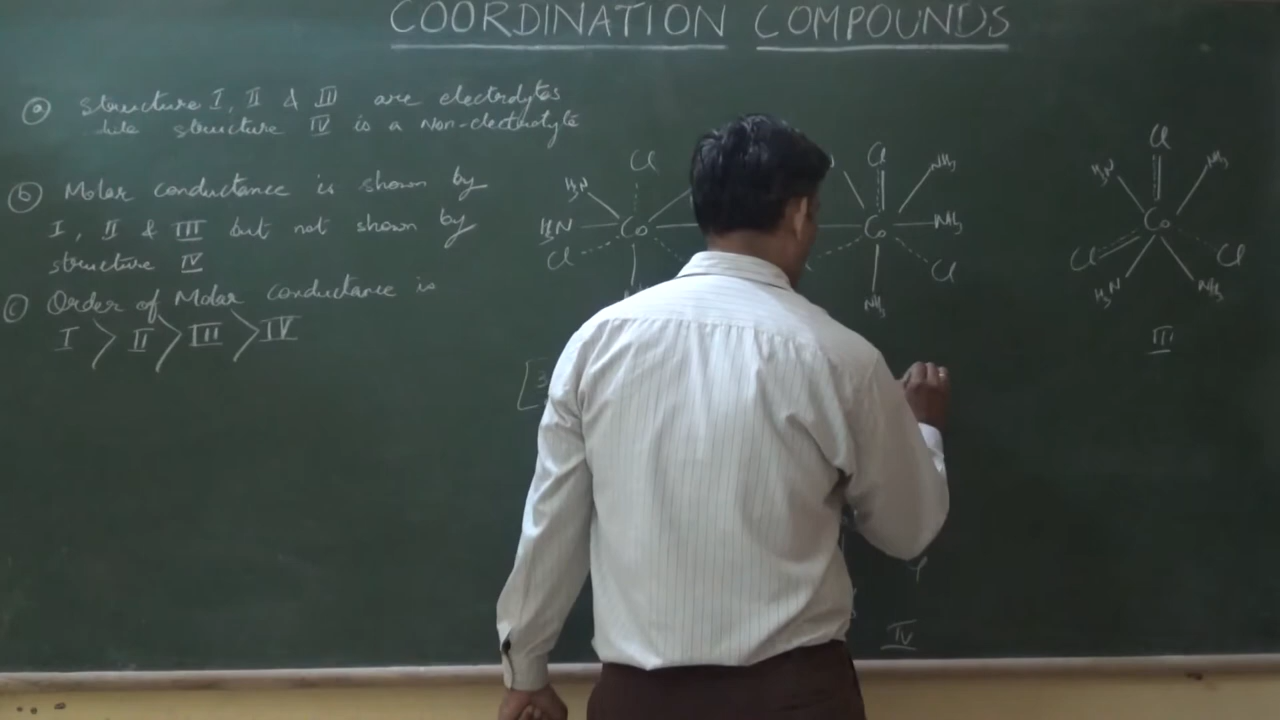 COORDINATION COMPOUNDS
ⓐ Structure I, II & III are electrolytes
structure IV is a Non-electrolyte
ⓑ Molar conductance is shown by
I, II & III but not shown by
structure IV
ⓒ Order of Molar conductance is
I > II > III > IV
Cl
H₃N
H₃N
Co
Cl
Cl
NH₃
Co
NH₃
Cl
NH₃
Cl
H₃N
NH₃
Co
Cl
Cl
H₃N
NH₃
III
IV